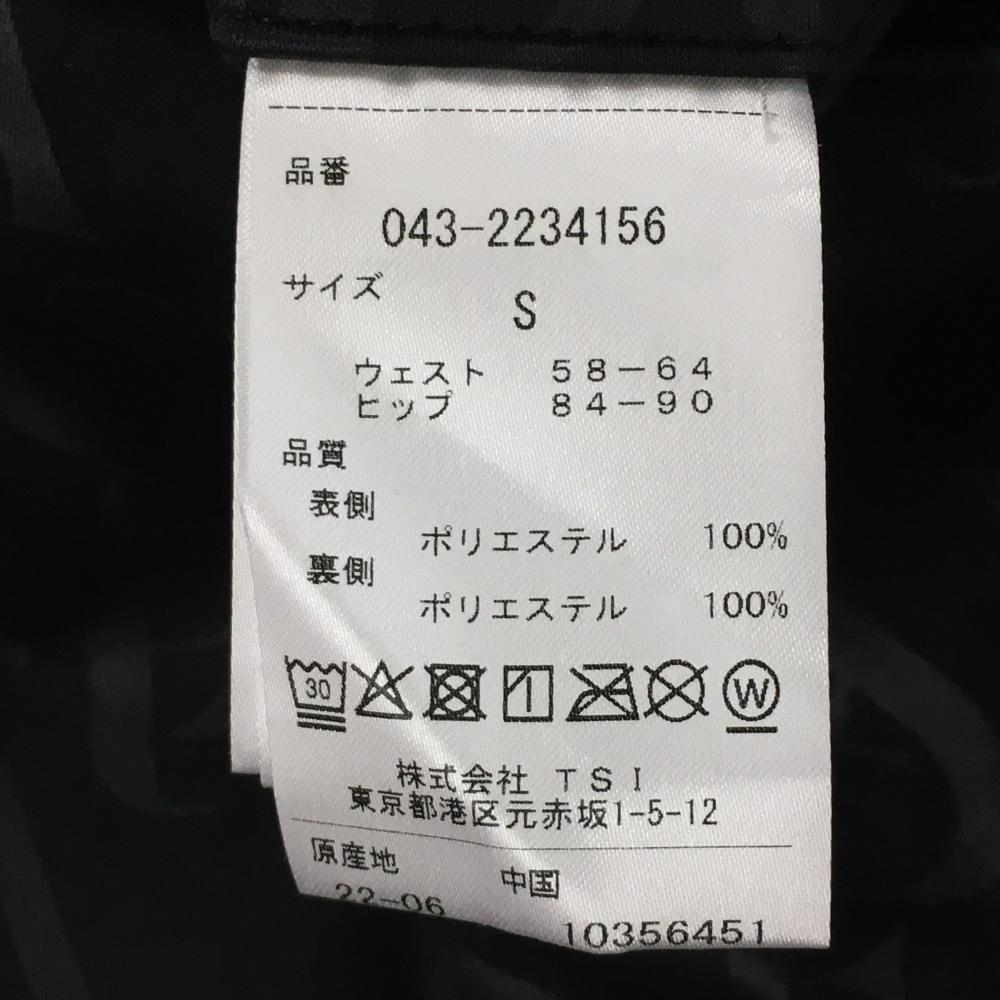 品番
043-2234156
サイズ
S
ウェスト 58-64
ヒップ 84-90
品質
表側
ポリエステル 100%
裏側
ポリエステル 100%
30 W
株式会社 TSI
東京都港区元赤坂1-5-12
原産地 中国
22-06
10356451